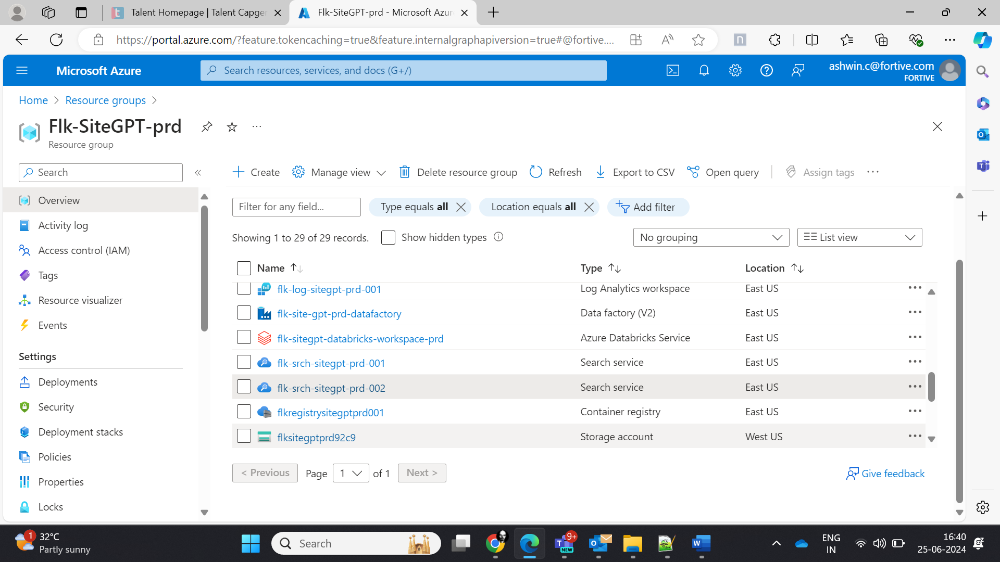 Talent Homepage | Talent Capger
Flk-SiteGPT-prd - Microsoft Azur
https://portal.azure.com/?feature.tokencaching=true&feature.internalgraphapiversion=true#@fortive....
Microsoft Azure
Search resources, services, and docs (G+/)
ashwin.c@fortive.com
FORTIVE
Home > Resource groups >
Flk-SiteGPT-prd
Resource group
Search
Create
Manage view
Delete resource group
Refresh
Export to CSV
Open query
Assign tags
Overview
Activity log
Access control (IAM)
Tags
Resource visualizer
Events
Settings
Deployments
Security
Deployment stacks
Policies
Properties
Locks
Filter for any field...
Type equals all
Location equals all
Add filter
Showing 1 to 29 of 29 records.
Show hidden types
No grouping
List view
Name Type Location
flk-log-sitegpt-prd-001 Log Analytics workspace East US
flk-site-gpt-prd-datafactory Data factory (V2) East US
flk-sitegpt-databricks-workspace-prd Azure Databricks Service East US
flk-srch-sitegpt-prd-001 Search service East US
flk-srch-sitegpt-prd-002 Search service East US
flkregistrysitegptprd001 Container registry East US
flksitegptprd92c9 Storage account West US
< Previous Page 1 of 1 Next >
Give feedback
1
32°C
Partly sunny
Search
9+
NEW
ENG
IN
16:40
25-06-2024